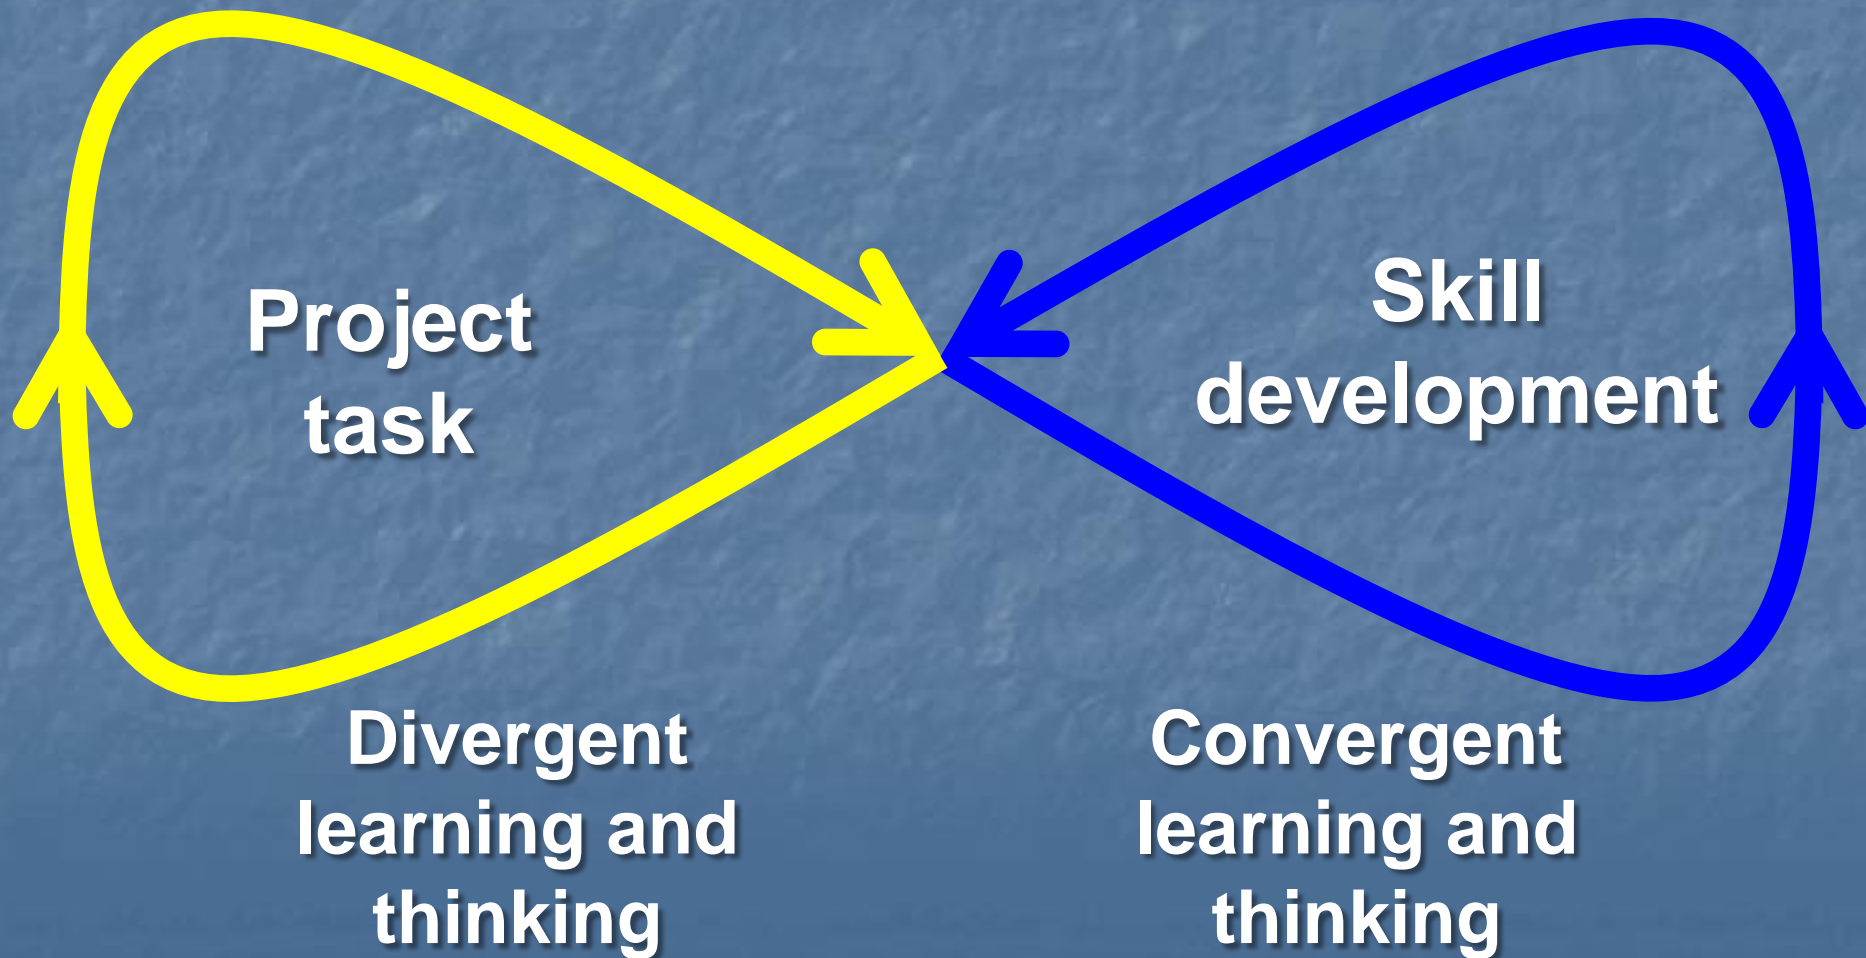 Project
task
Skill
development
Divergent
learning and
thinking
Convergent
learning and
thinking